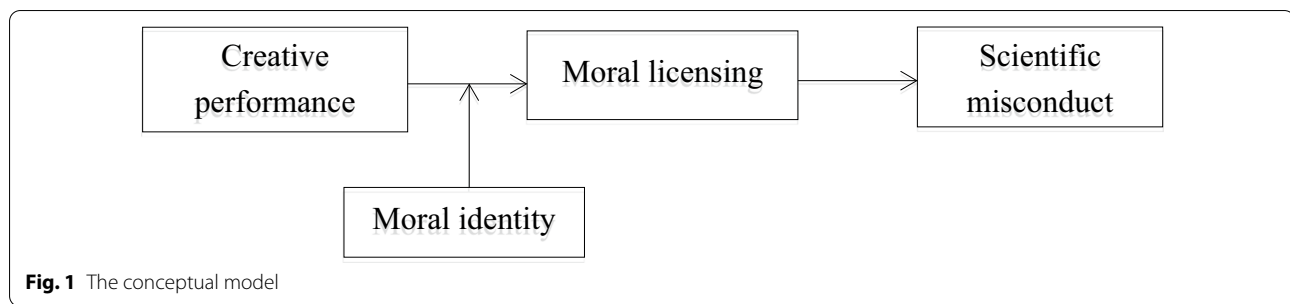 Creative
performance
Moral licensing
Scientific
misconduct
Moral identity
Fig. 1 The conceptual model